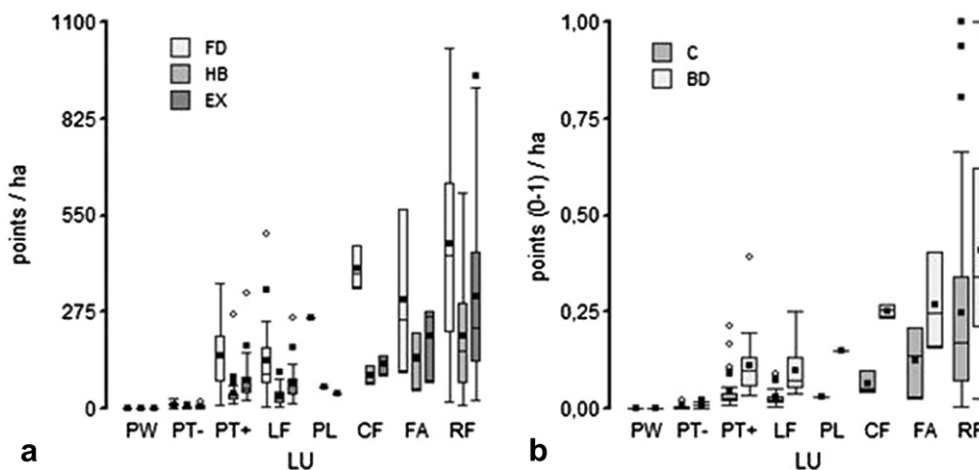 1100
825
550
275
0
points / ha
FD
HB
EX
PW PT- PT+ LF PL CF FA RF
LU
a
1,00
0,75
0,50
0,25
0,00
points (0-1) / ha
C
BD
PW PT- PT+ LF PL CF FA RF
LU
b